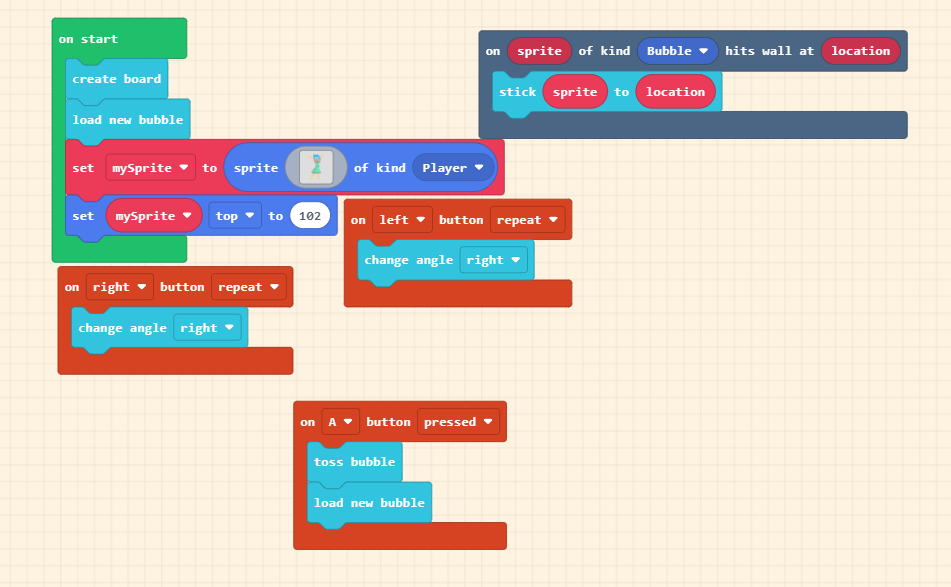 on start
create board
load new bubble
set mySprite to sprite of kind Player
set mySprite top to 102
on sprite of kind Bubble hits wall at location
stick sprite to location
on left button repeat
change angle right
on right button repeat
change angle right
on A button pressed
toss bubble
load new bubble